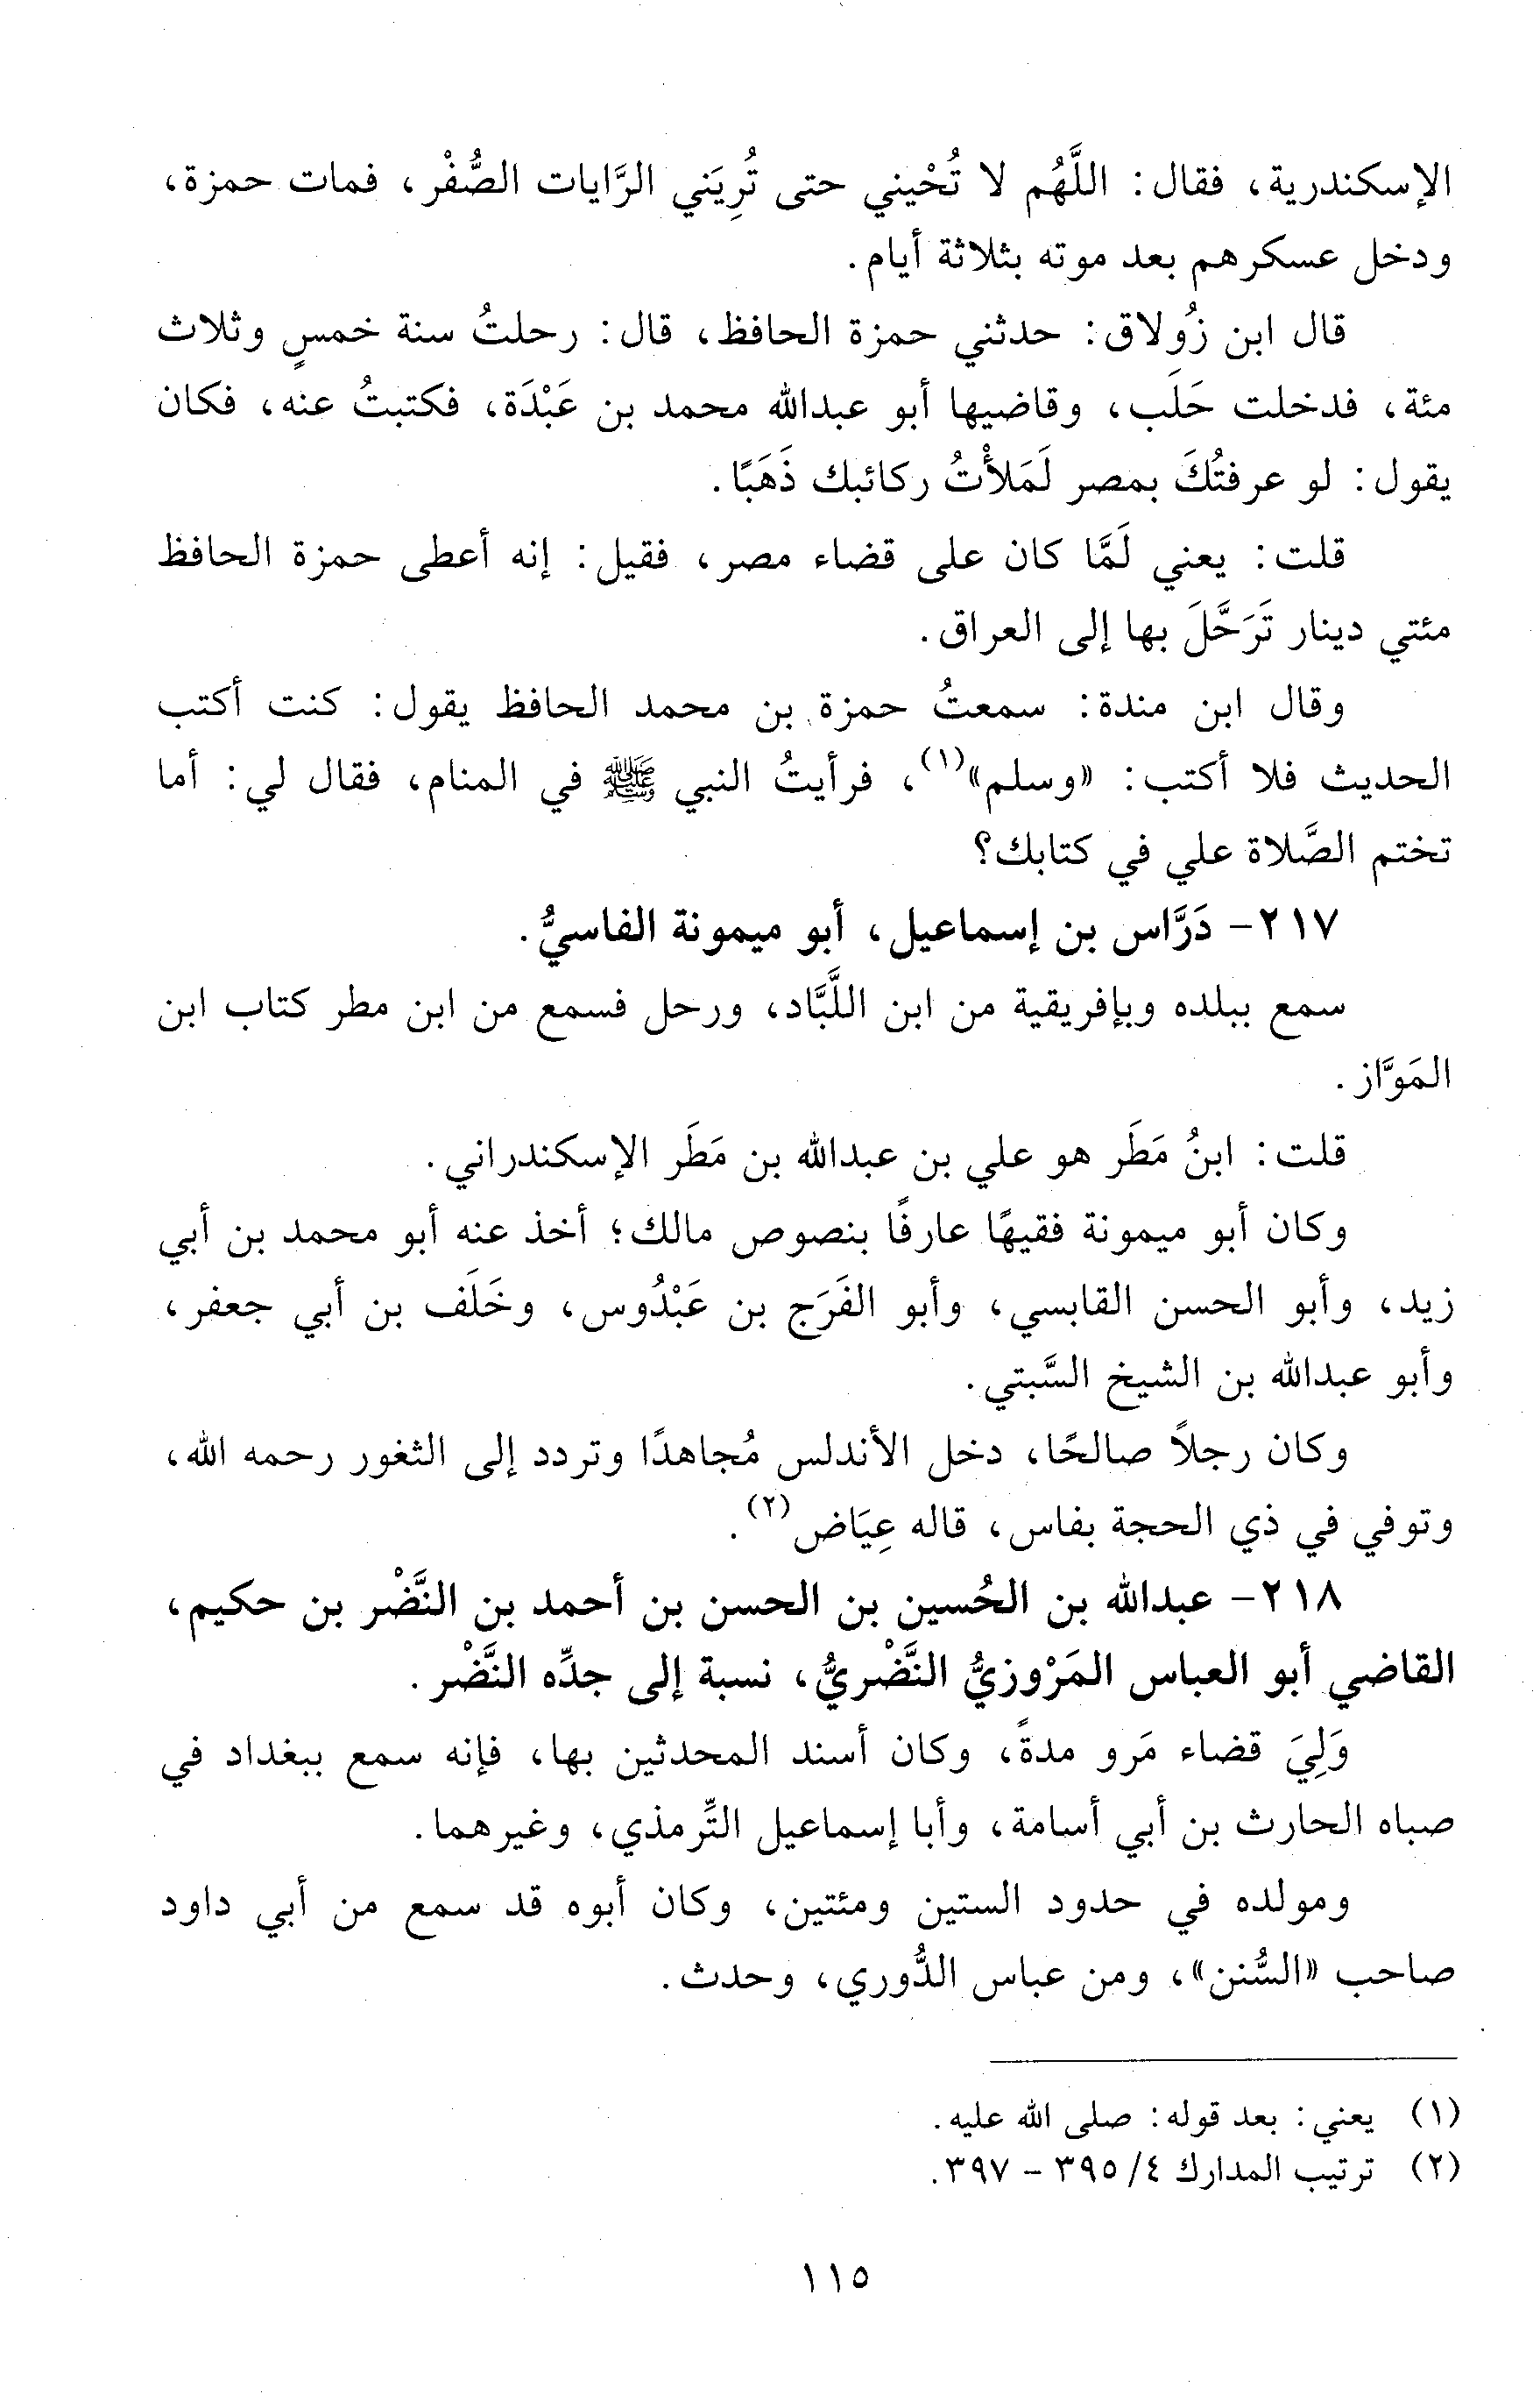 الإسكندرية، فقال: اللَّهُم لا تُحْيني حتى تُرِيَني الرَّايات الصُّفْر، فمات حمزة،
ودخل عسكرهم بعد موته بثلاثة أيام.
قال ابن زُولاق: حدثني حمزة الحافظ، قال: رحلتُ سنة خمسٍ وثلاث
مئة، فدخلت حَلَب، وقاضيها أبو عبدالله محمد بن عَبْدَة، فكتبتُ عنه، فكان
يقول: لو عرفتُكَ بمصر لَمَلأْتُ ركائبك ذَهَبًا.
قلت: يعني لَمَّا كان على قضاء مصر، فقيل: إنه أعطى حمزة الحافظ
مئتي دينار تَرَحَّلَ بها إلى العراق.
وقال ابن مندة: سمعتُ حمزة بن محمد الحافظ يقول: كنت أكتب
الحديث فلا أكتب: «وسلم»(١)، فرأيتُ النبي ﷺ في المنام، فقال لي: أما
تختم الصَّلاة علي في كتابك؟
٢١٧- دَرَّاس بن إسماعيل، أبو ميمونة الفاسيُّ.
سمع ببلده وبإفريقية من ابن اللَّبَّاد، ورحل فسمع من ابن مطر كتاب ابن
المَوَّاز.
قلت: ابنُ مَطَر هو علي بن عبدالله بن مَطَر الإسكندراني.
وكان أبو ميمونة فقيهًا عارفًا بنصوص مالك؛ أخذ عنه أبو محمد بن أبي
زيد، وأبو الحسن القابسي، وأبو الفَرَج بن عَبْدُوس، وخَلَف بن أبي جعفر،
وأبو عبدالله بن الشيخ السَّبتي.
وكان رجلاً صالحًا، دخل الأندلس مُجاهدًا وتردد إلى الثغور رحمه الله،
وتوفي في ذي الحجة بفاس، قاله عِيَاض(٢).
٢١٨- عبدالله بن الحُسين بن الحسن بن أحمد بن النَّضْر بن حكيم،
القاضي أبو العباس المَرْوزيُّ النَّضْريُّ، نسبة إلى جدِّه النَّضْر.
وَلِيَ قضاء مَرو مدةً، وكان أسند المحدثين بها، فإنه سمع ببغداد في
صباه الحارث بن أبي أسامة، وأبا إسماعيل التِّرمذي، وغيرهما.
ومولده في حدود الستين ومئتين، وكان أبوه قد سمع من أبي داود
صاحب «السُّنن»، ومن عباس الدُّوري، وحدث.
(١) يعني: بعد قوله: صلى الله عليه.
(٢) ترتيب المدارك ٤/ ٣٩٥ - ٣٩٧.
١١٥